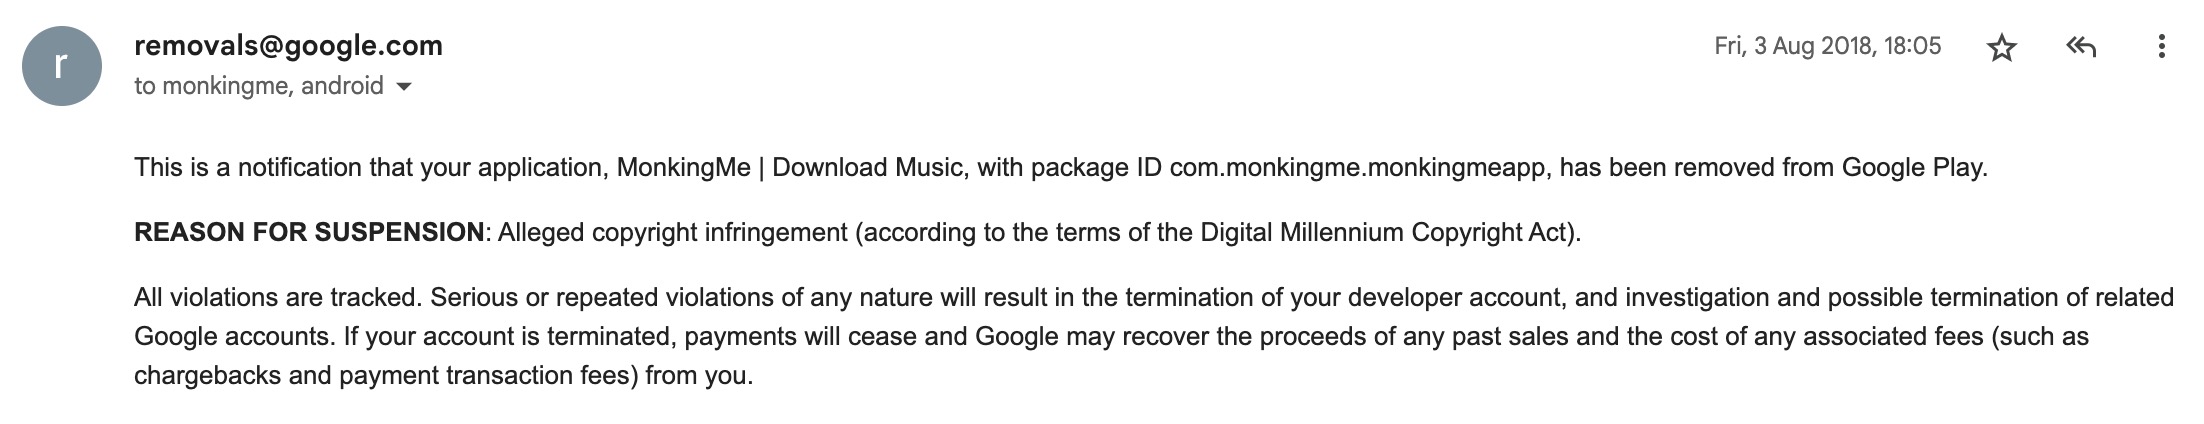 r
removals@google.com
Fri, 3 Aug 2018, 18:05
to monkingme, android
This is a notification that your application, MonkingMe | Download Music, with package ID com.monkingme.monkingmeapp, has been removed from Google Play.
REASON FOR SUSPENSION: Alleged copyright infringement (according to the terms of the Digital Millennium Copyright Act).
All violations are tracked. Serious or repeated violations of any nature will result in the termination of your developer account, and investigation and possible termination of related
Google accounts. If your account is terminated, payments will cease and Google may recover the proceeds of any past sales and the cost of any associated fees (such as
chargebacks and payment transaction fees) from you.